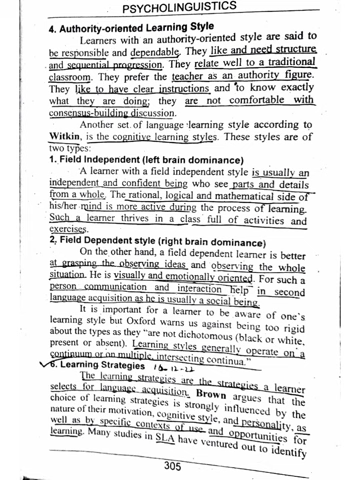 PSYCHOLINGUISTICS
4. Authority-oriented Learning Style
Learners with an authority-oriented style are said to
be responsible and dependable. They like and need structure
and sequential progression. They relate well to a traditional
classroom. They prefer the teacher as an authority figure.
They like to have clear instructions and to know exactly
what they are doing; they are not comfortable with
consensus-building discussion.
Another set of language learning style according to
Witkin, is the cognitive learning styles. These styles are of
two types:
1. Field Independent (left brain dominance)
A learner with a field independent style is usually an
independent and confident being who see parts and details
from a whole. The rational, logical and mathematical side of
his/her mind is more active during the process of learning.
Such a learner thrives in a class full of activities and
exercises.
2, Field Dependent style (right brain dominance)
On the other hand, a field dependent learner is better
at grasping the observing ideas and observing the whole
situation. He is visually and emotionally oriented. For such a
person communication and interaction help in second
language acquisition as he is usually a social being.
It is important for a learner to be aware of one's
learning style but Oxford warns us against being too rigid
about the types as they "are not dichotomous (black or white,
present or absent). Learning styles generally operate on a
continuum or on multiple, intersecting continua."
6. Learning Strategies
The learning strategies are the strategies a learner
selects for language acquisition. Brown argues that the
choice of learning strategies is strongly influenced by the
nature of their motivation, cognitive style, and personality, as
well as by specific contexts of use and opportunities for
learning. Many studies in SLA have ventured out to identify
305